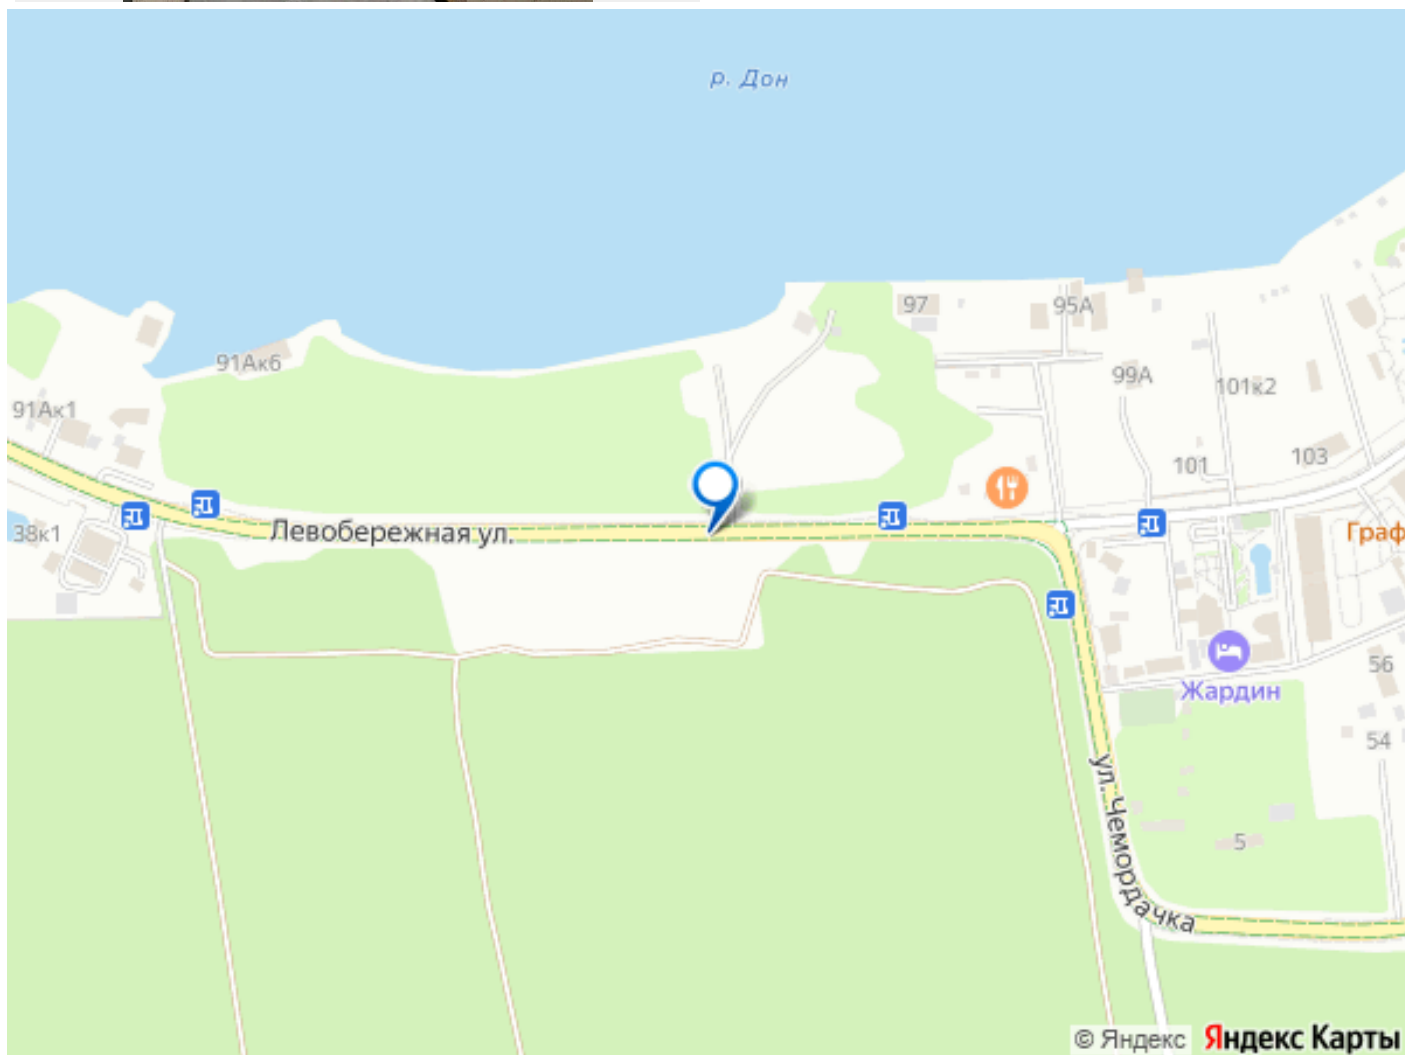 р. Дон
97
95А
91Ак6
99А
101к2
91Ак1
103
101
38к1
Левобережная ул.
Граф
56
Жардин
54
ул. Чемордачка
5
© Яндекс
Яндекс Карты